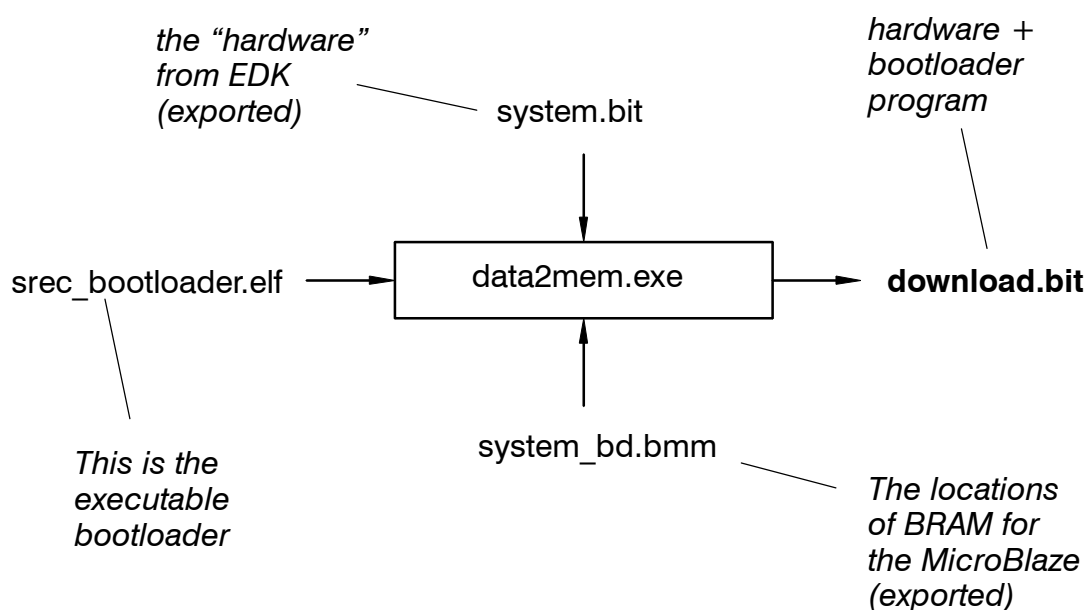 the “hardware”
from EDK
(exported)
hardware +
bootloader
program
system.bit
srec_bootloader.elf
data2mem.exe
download.bit
system_bd.bmm
This is the
executable
bootloader
The locations
of BRAM for
the MicroBlaze
(exported)